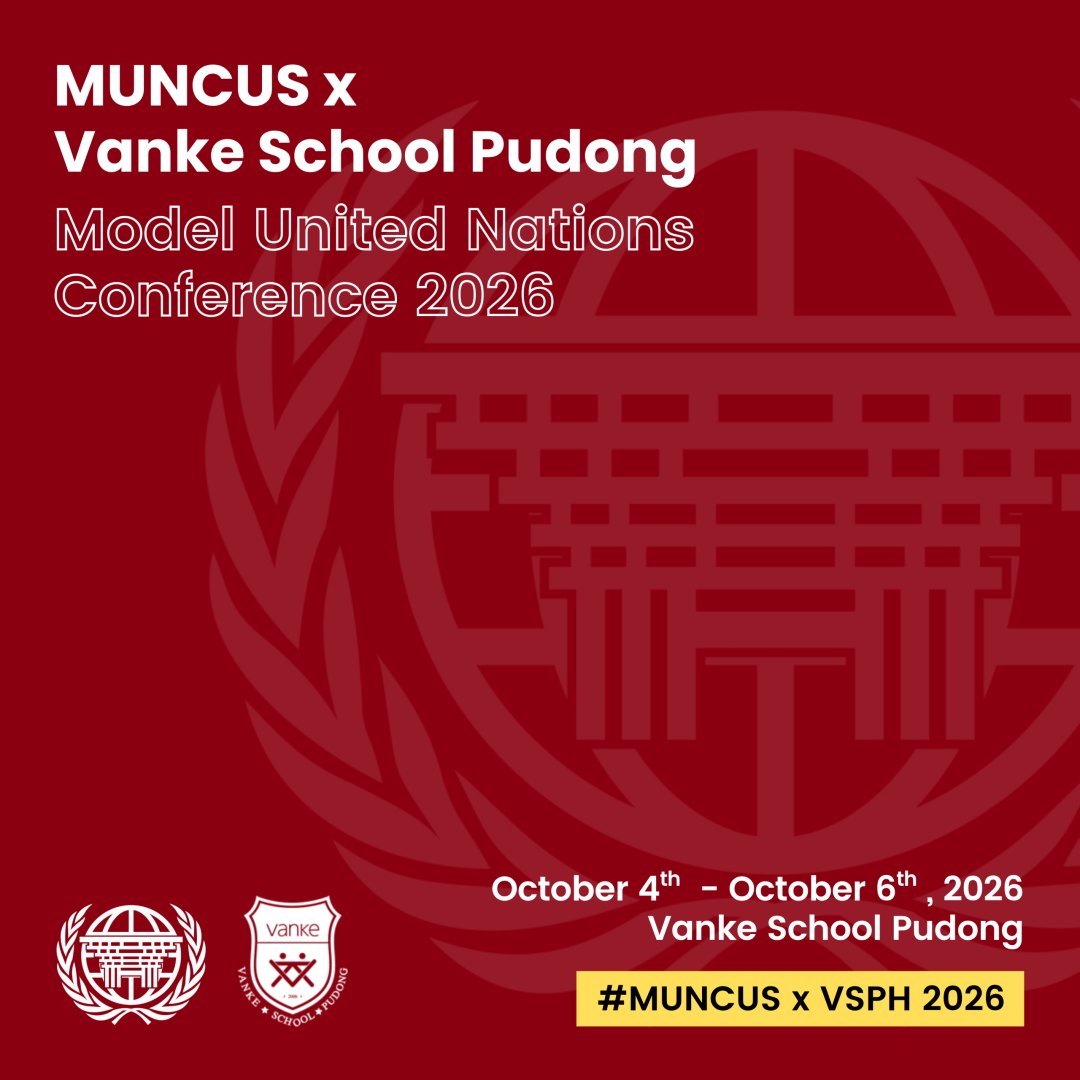 MUNCUS x
Vanke School Pudong
Model United Nations
Conference 2026
October 4th - October 6th , 2026
Vanke School Pudong
#MUNCUS x VSPH 2026
vanke
VANKE ★ SCHOOL ★ PUDONG